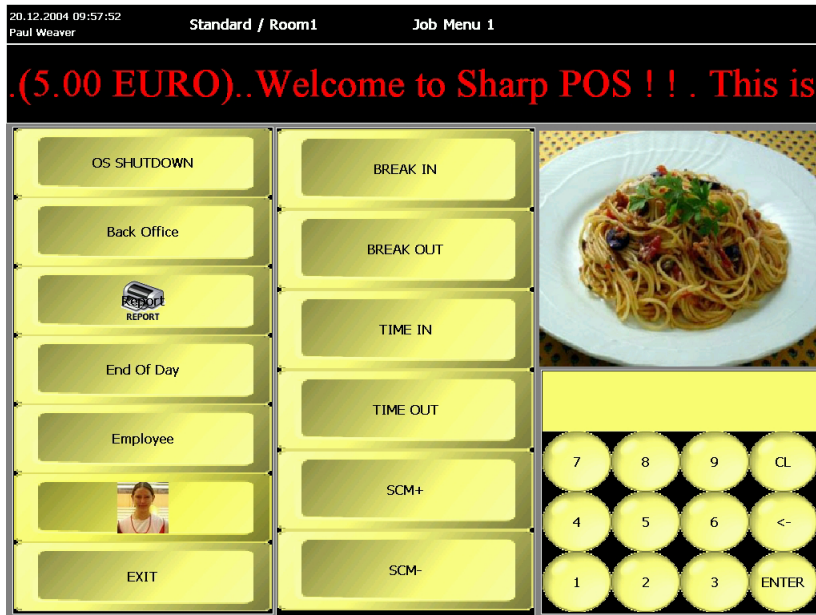 20.12.2004 09:57:52
Paul Weaver
Standard / Room1
Job Menu 1
.(5.00 EURO)..Welcome to Sharp POS ! ! . This is
OS SHUTDOWN
Back Office
Report
REPORT
End Of Day
Employee
EXIT
BREAK IN
BREAK OUT
TIME IN
TIME OUT
SCM+
SCM-
7 8 9 CL
4 5 6 <-
1 2 3 ENTER